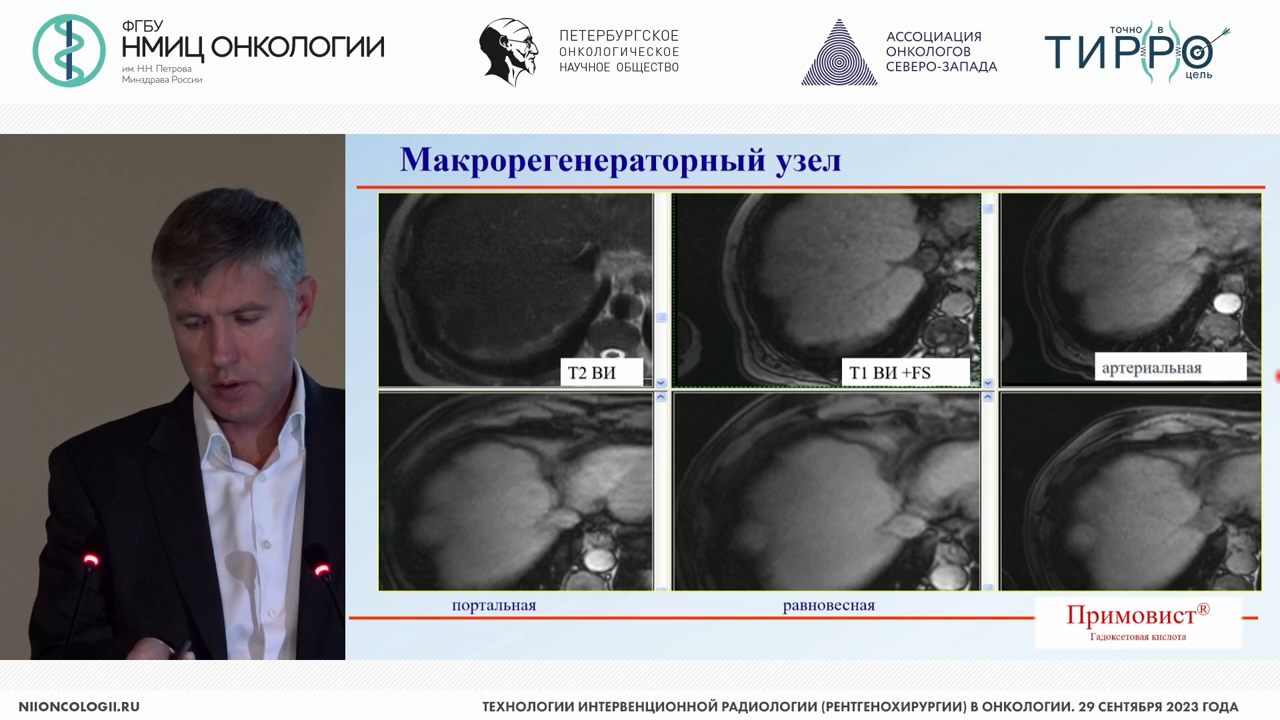 ФГБУ
НМИЦ ОНКОЛОГИИ
им. Н.Н. Петрова
Минздрава России
ПЕТЕРБУРГСКОЕ
ОНКОЛОГИЧЕСКОЕ
НАУЧНОЕ ОБЩЕСТВО
АССОЦИАЦИЯ
ОНКОЛОГОВ
СЕВЕРО-ЗАПАДА
ТОЧНО В
ТИРРО
цель
Макрорегенераторный узел
Т2 ВИ
Т1 ВИ +FS
артериальная
портальная
равновесная
Примовист®
Гадоксетовая кислота
NIIONCOLOGII.RU
ТЕХНОЛОГИИ ИНТЕРВЕНЦИОННОЙ РАДИОЛОГИИ (РЕНТГЕНОХИРУРГИИ) В ОНКОЛОГИИ. 29 СЕНТЯБРЯ 2023 ГОДА